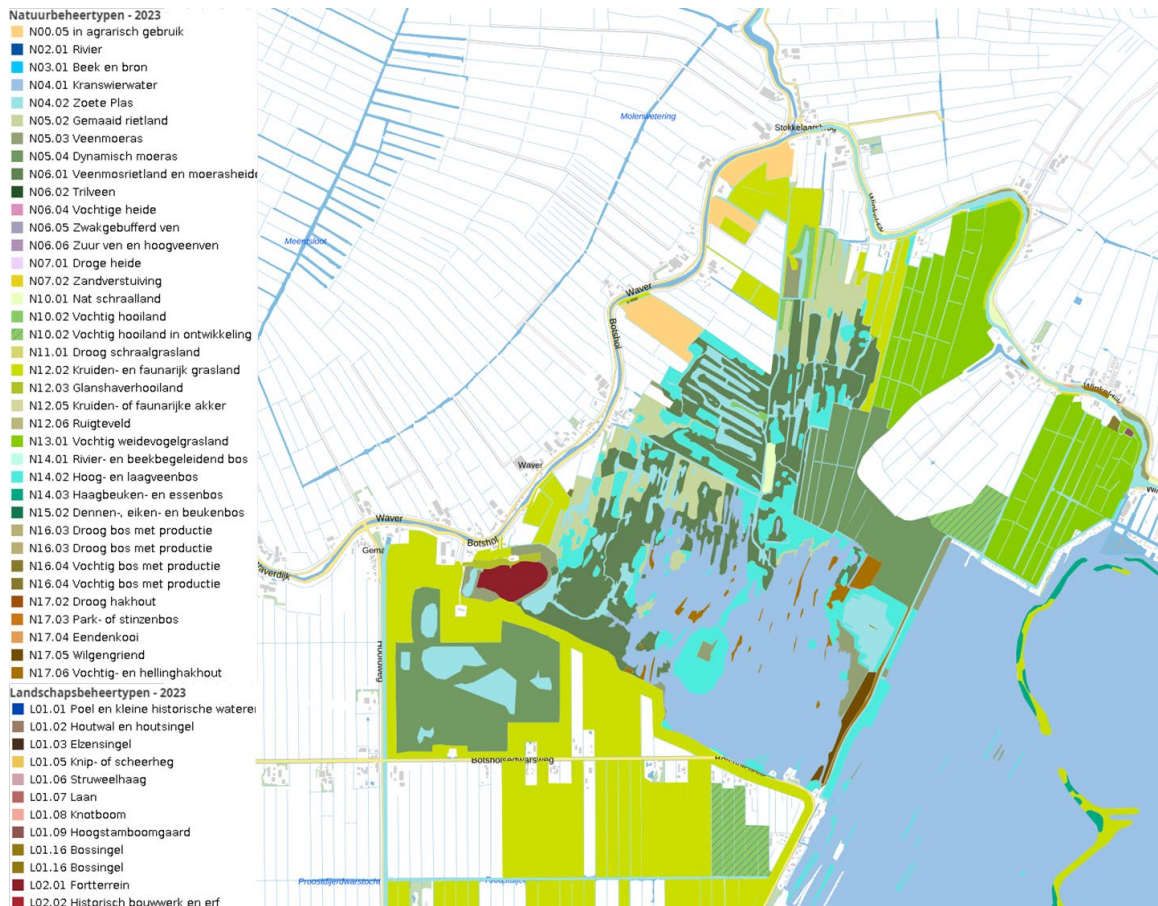 Natuurbeheertypen - 2023
N00.05 in agrarisch gebruik
N02.01 Rivier
N03.01 Beek en bron
N04.01 Kranswierwater
N04.02 Zoete Plas
N05.02 Gemaaid rietland
N05.03 Veenmoeras
N05.04 Dynamisch moeras
N06.01 Veenmosrietland en moerasheide
N06.02 Trilveen
N06.04 Vochtige heide
N06.05 Zwakgebufferd ven
N06.06 Zuur ven en hoogveenven
N07.01 Droge heide
N07.02 Zandverstuiving
N10.01 Nat schraalland
N10.02 Vochtig hooiland
N10.02 Vochtig hooiland in ontwikkeling
N11.01 Droog schraalgrasland
N12.02 Kruiden- en faunarijk grasland
N12.03 Glanshaverhooiland
N12.05 Kruiden- of faunarijke akker
N12.06 Ruigteveld
N13.01 Vochtig weidevogelgrasland
N14.01 Rivier- en beekbegeleidend bos
N14.02 Hoog- en laagveenbos
N14.03 Haagbeuken- en essenbos
N15.02 Dennen-, eiken- en beukenbos
N16.03 Droog bos met productie
N16.03 Droog bos met productie
N16.04 Vochtig bos met productie
N16.04 Vochtig bos met productie
N17.02 Droog hakhout
N17.03 Park- of stinzenbos
N17.04 Eendenkooi
N17.05 Wilgengriend
N17.06 Vochtig- en hellinghakhout
Landschapsbeheertypen - 2023
L01.01 Poel en kleine historische watere
L01.02 Houtwal en houtsingel
L01.03 Elzensingel
L01.05 Knip- of scheerheg
L01.06 Struweelhaag
L01.07 Laan
L01.08 Knotboom
L01.09 Hoogstamboomgaard
L01.16 Bossingel
L01.16 Bossingel
L02.01 Fortterrein
L02.02 Historisch bouwwerk en erf
Molenwetering
Stokkelaarsbrug
Meentsloot
Waver
Botshol
Waver
Waver
Botshol
Gema
Waverdijk
Botsholsedwarsweg
Proostdijerdwarstocht